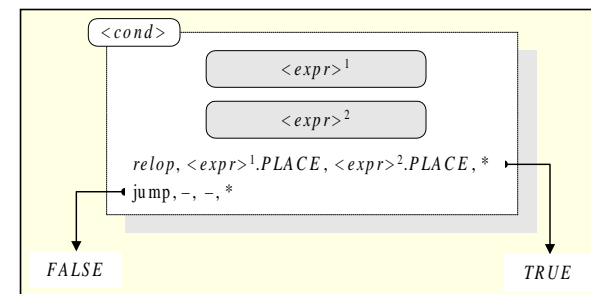 <cond>
<expr>1
<expr>2
relop, <expr>1.PLACE, <expr>2.PLACE, *
jump, –, –, *
FALSE
TRUE